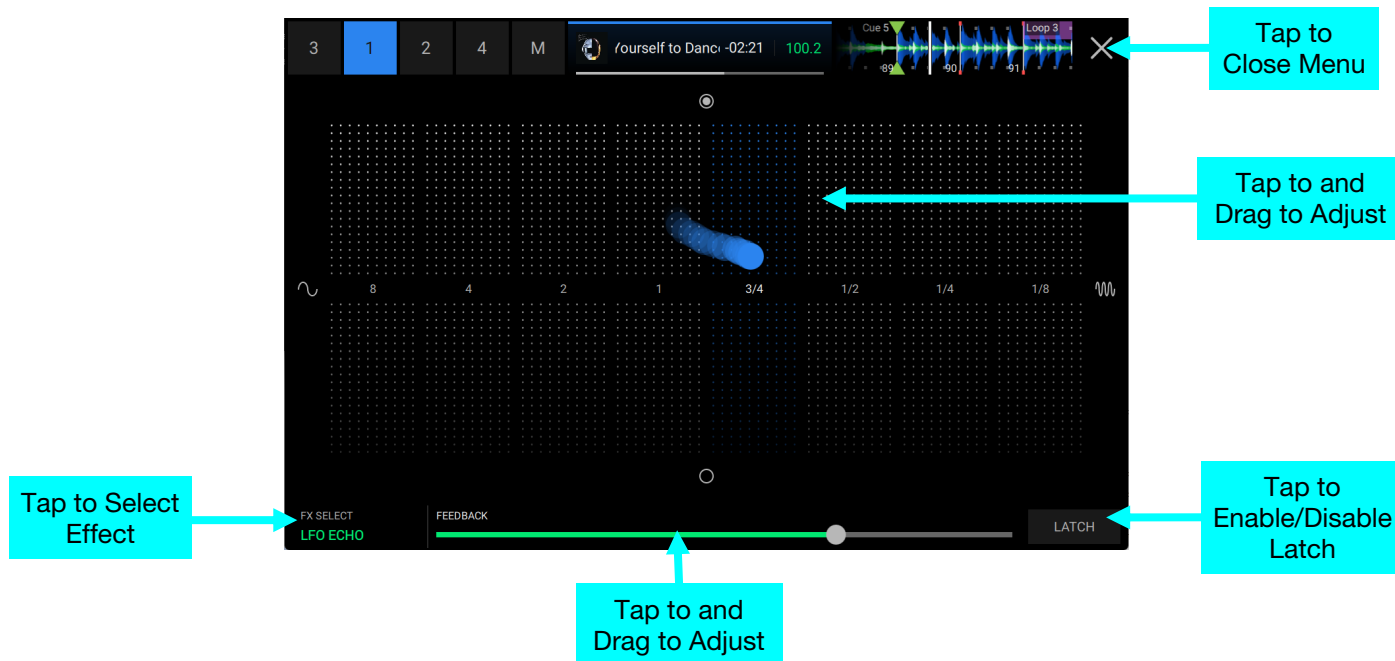 3 1 2 4 M
Yourself to Danc -02:21 100.2
Cue 5 Loop 3
89 90 91
Tap to
Close Menu
Tap to and
Drag to Adjust
8 4 2 1 3/4 1/2 1/4 1/8
Tap to Select
Effect
FX SELECT
LFO ECHO
FEEDBACK
LATCH
Tap to
Enable/Disable
Latch
Tap to and
Drag to Adjust